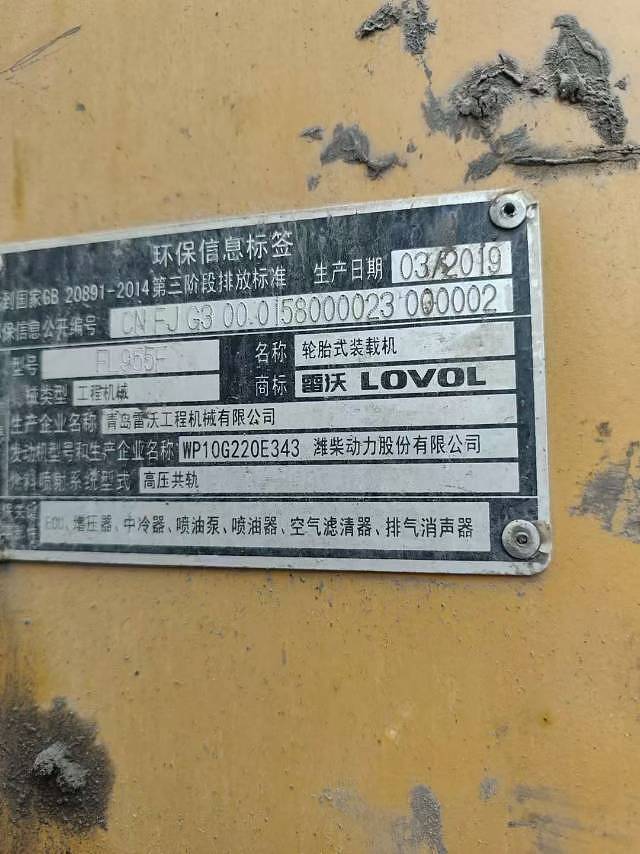 环保信息标签
到国家GB 20891-2014第三阶段排放标准 生产日期 03/2019
保信息公开编号 CN FJ G3 00 0158000023 000002
型号 FL955F 名称 轮胎式装载机
械类型 工程机械 商标 雷沃 LOVOL
生产企业名称 青岛雷沃工程机械有限公司
发动机型号和生产企业名称 WP10G220E343 潍柴动力股份有限公司
喷射系统型式 高压共轨
ECU、增压器、中冷器、喷油泵、喷油器、空气滤清器、排气消声器